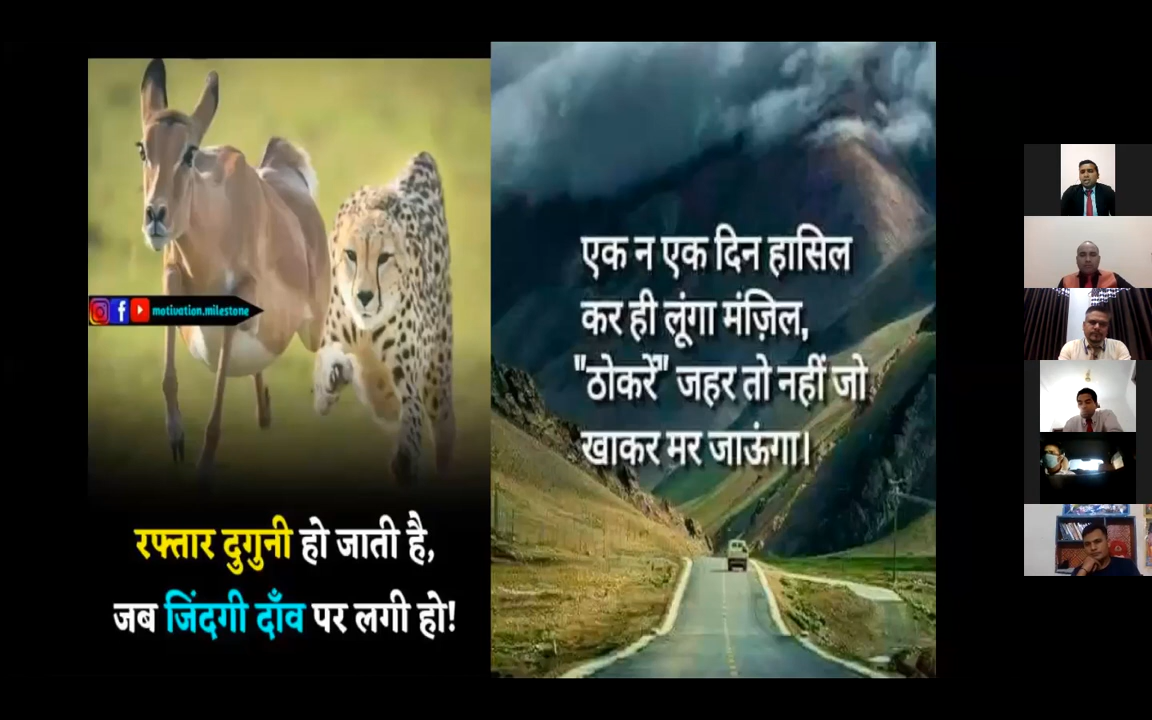 motivation.milestone
रफ्तार दुगुनी हो जाती है,
जब जिंदगी दाँव पर लगी हो!
एक न एक दिन हासिल
कर ही लूंगा मंज़िल,
"ठोकरें" जहर तो नहीं जो
खाकर मर जाऊंगा।